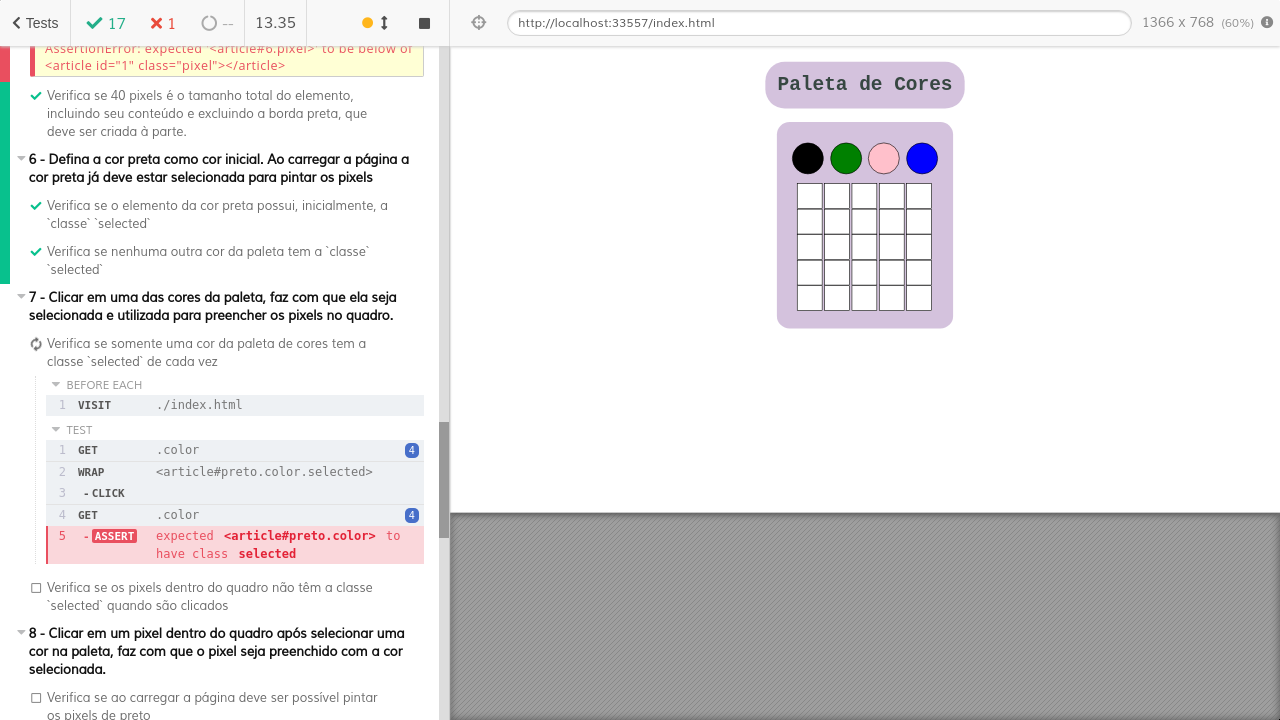 Tests
17
1
--
13.35
http://localhost:33557/index.html
1366 x 768 (60%)
AssertionError: expected '<article#6.pixel>' to be below of
<article id="1" class="pixel"></article>
Verifica se 40 pixels é o tamanho total do elemento,
incluindo seu conteúdo e excluindo a borda preta, que
deve ser criada à parte.
6 - Defina a cor preta como cor inicial. Ao carregar a página a
cor preta já deve estar selecionada para pintar os pixels
Verifica se o elemento da cor preta possui, inicialmente, a
`classe` `selected`
Verifica se nenhuma outra cor da paleta tem a `classe`
`selected`
7 - Clicar em uma das cores da paleta, faz com que ela seja
selecionada e utilizada para preencher os pixels no quadro.
Verifica se somente uma cor da paleta de cores tem a
classe `selected` de cada vez
BEFORE EACH
1 VISIT ./index.html
TEST
1 GET .color 4
2 WRAP <article#preto.color.selected>
3 - CLICK
4 GET .color 4
5 - ASSERT expected <article#preto.color> to
have class selected
Verifica se os pixels dentro do quadro não têm a classe
`selected` quando são clicados
8 - Clicar em um pixel dentro do quadro após selecionar uma
cor na paleta, faz com que o pixel seja preenchido com a cor
selecionada.
Verifica se ao carregar a página deve ser possível pintar
os pixels de preto
Paleta de Cores